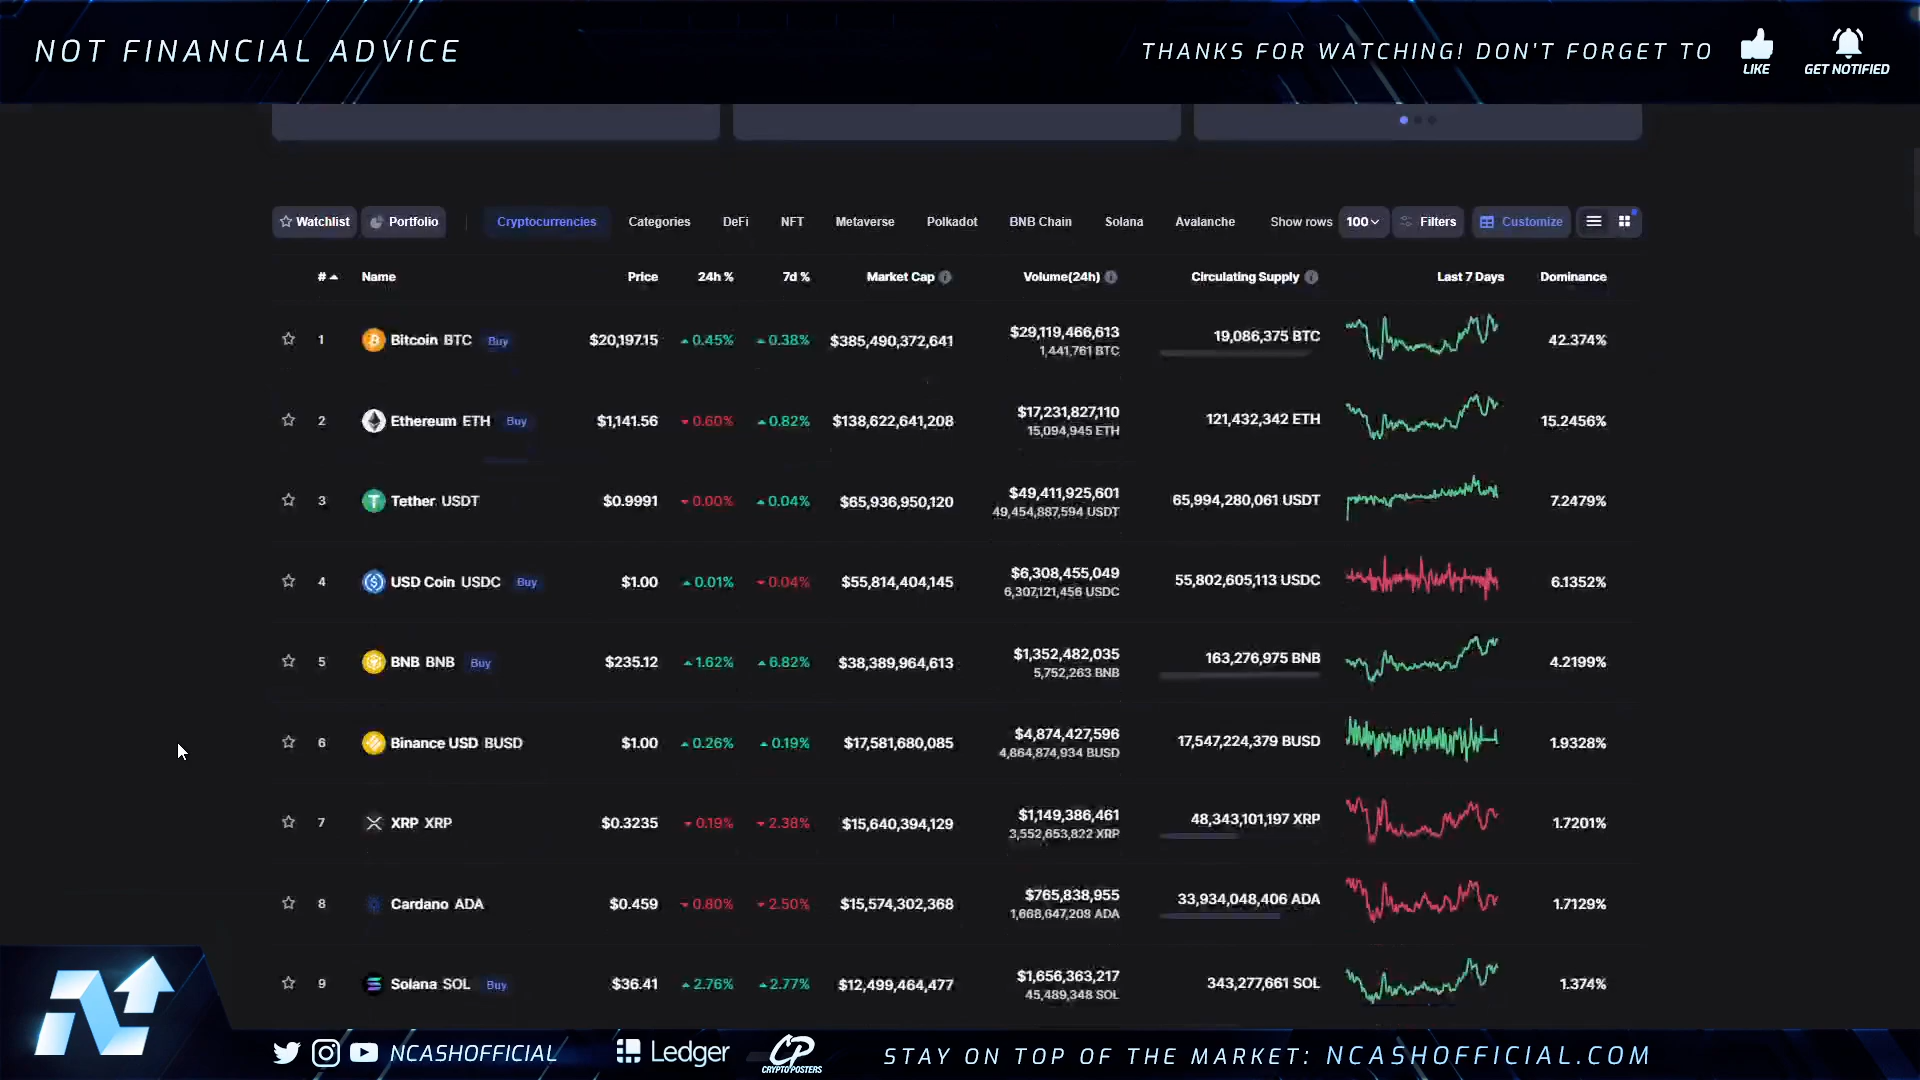 NOT FINANCIAL ADVICE
THANKS FOR WATCHING! DON'T FORGET TO
LIKE
GET NOTIFIED
Watchlist Portfolio Cryptocurrencies Categories DeFi NFT Metaverse Polkadot BNB Chain Solana Avalanche Show rows 100 Filters Customize
# Name Price 24h % 7d % Market Cap Volume(24h) Circulating Supply Last 7 Days Dominance
1 Bitcoin BTC Buy $20,197.15 0.45% 0.38% $385,490,372,641 $29,119,466,613 19,086,375 BTC 42.374%
1,441,761 BTC
2 Ethereum ETH Buy $1,141.56 0.60% 0.82% $138,622,641,208 $17,231,827,110 121,432,342 ETH 15.2456%
15,094,945 ETH
3 Tether USDT $0.9991 0.00% 0.04% $65,936,950,120 $49,411,925,601 65,994,280,061 USDT 7.2479%
49,454,887,594 USDT
4 USD Coin USDC Buy $1.00 0.01% 0.04% $55,814,404,145 $6,308,455,049 55,802,605,113 USDC 6.1352%
6,307,121,456 USDC
5 BNB BNB Buy $235.12 1.62% 6.82% $38,389,964,613 $1,352,482,035 163,276,975 BNB 4.2199%
5,752,263 BNB
6 Binance USD BUSD $1.00 0.26% 0.19% $17,581,680,085 $4,874,427,596 17,547,224,379 BUSD 1.9328%
4,864,874,934 BUSD
7 XRP XRP $0.3235 0.19% 2.38% $15,640,394,129 $1,149,386,461 48,343,101,197 XRP 1.7201%
3,552,653,822 XRP
8 Cardano ADA $0.459 0.80% 2.50% $15,574,302,368 $765,838,955 33,934,048,406 ADA 1.7129%
1,668,647,208 ADA
9 Solana SOL Buy $36.41 2.76% 2.77% $12,499,464,477 $1,656,363,217 343,277,661 SOL 1.374%
45,489,348 SOL
NCASHOFFICIAL Ledger CP CRYPTO POSTERS STAY ON TOP OF THE MARKET: NCASHOFFICIAL.COM